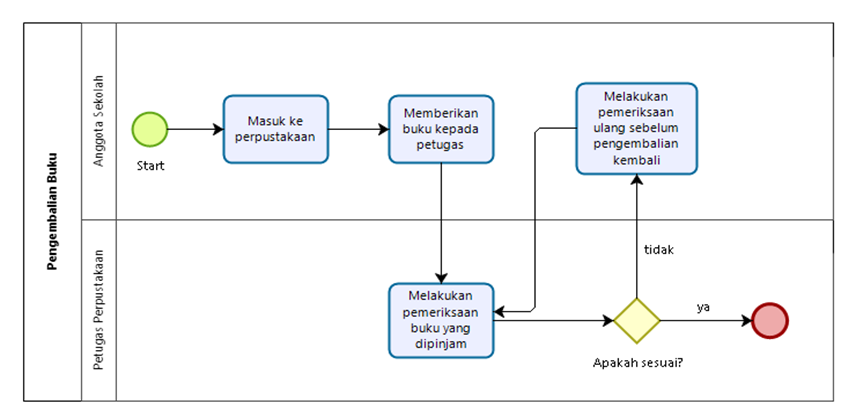 Pengembalian Buku
Anggota Sekolah
Start
Masuk ke
perpustakaan
Memberikan
buku kepada
petugas
Melakukan
pemeriksaan
ulang sebelum
pengembalian
kembali
Petugas Perpustakaan
Melakukan
pemeriksaan
buku yang
dipinjam
tidak
ya
Apakah sesuai?